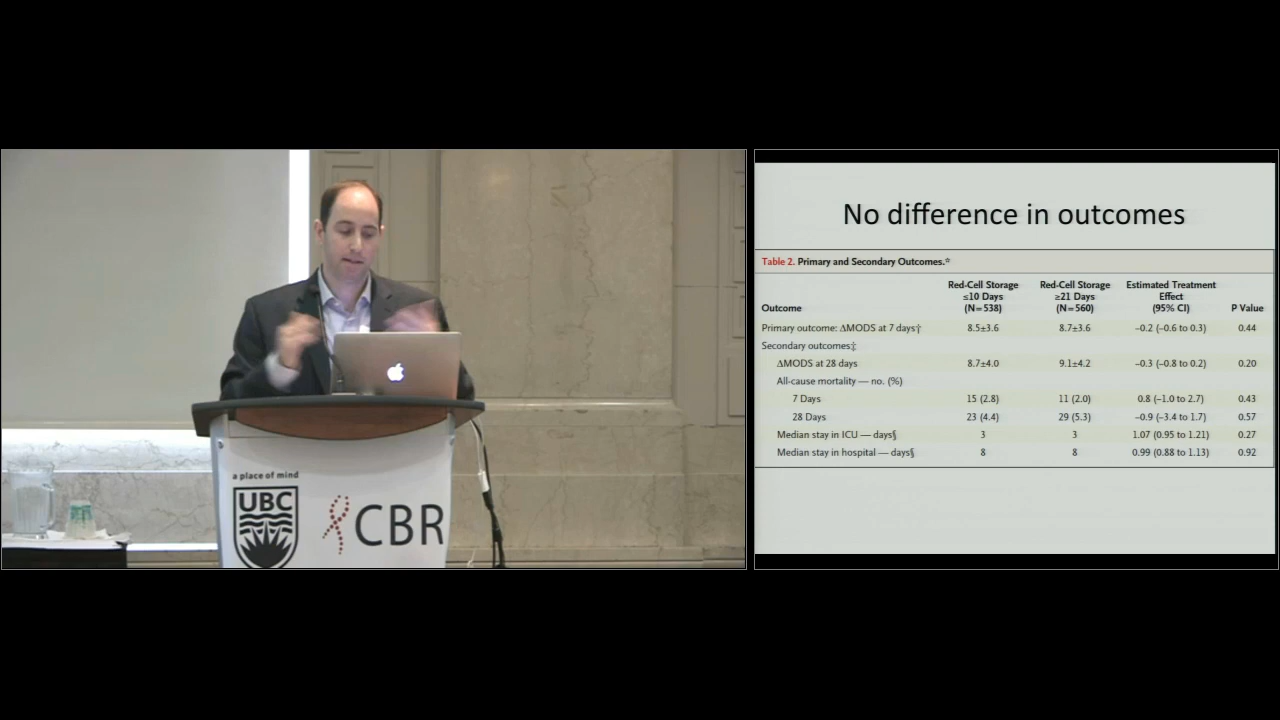 a place of mind
UBC
CBR
No difference in outcomes
Table 2. Primary and Secondary Outcomes.*
Outcome Red-Cell Storage ≤10 Days (N=538) Red-Cell Storage ≥21 Days (N=560) Estimated Treatment Effect (95% CI) P Value
Primary outcome: ΔMODS at 7 days† 8.5±3.6 8.7±3.6 −0.2 (−0.6 to 0.3) 0.44
Secondary outcomes:‡
ΔMODS at 28 days 8.7±4.0 9.1±4.2 −0.3 (−0.8 to 0.2) 0.20
All-cause mortality — no. (%)
7 Days 15 (2.8) 11 (2.0) 0.8 (−1.0 to 2.7) 0.43
28 Days 23 (4.4) 29 (5.3) −0.9 (−3.4 to 1.7) 0.57
Median stay in ICU — days§ 3 3 1.07 (0.95 to 1.21) 0.27
Median stay in hospital — days§ 8 8 0.99 (0.88 to 1.13) 0.92